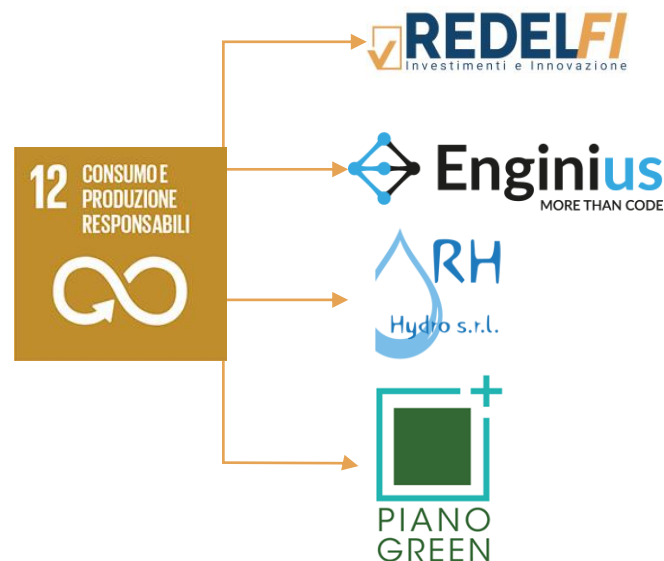 12
CONSUMO E
PRODUZIONE
RESPONSABILI
REDELFI
Investimenti e Innovazione
Enginius
MORE THAN CODE
RH
Hydro s.r.l.
PIANO
GREEN